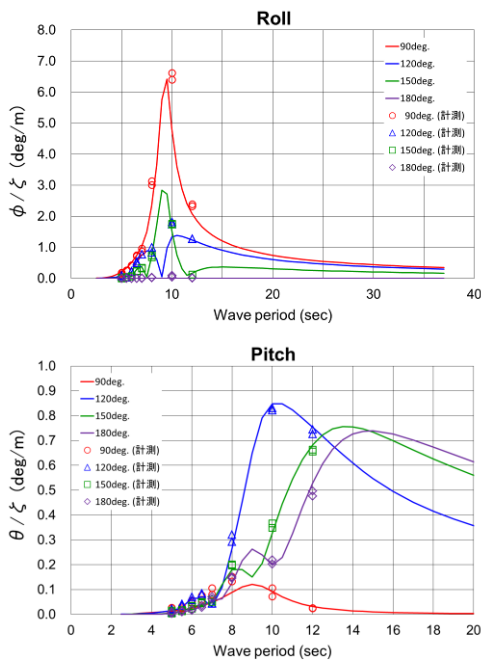 Roll
8.0
7.0
6.0
5.0
4.0
3.0
2.0
1.0
0.0
φ/ζ (deg/m)
90deg.
120deg.
150deg.
180deg.
90deg. (計測)
120deg. (計測)
150deg. (計測)
180deg. (計測)
0 10 20 30 40
Wave period (sec)
Pitch
1.0
0.9
0.8
0.7
0.6
0.5
0.4
0.3
0.2
0.1
0.0
θ/ζ (deg/m)
90deg.
120deg.
150deg.
180deg.
90deg. (計測)
120deg. (計測)
150deg. (計測)
180deg. (計測)
0 2 4 6 8 10 12 14 16 18 20
Wave period (sec)